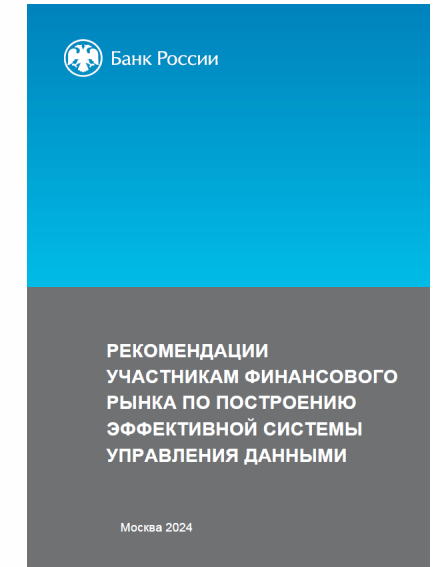 Банк России
РЕКОМЕНДАЦИИ
УЧАСТНИКАМ ФИНАНСОВОГО
РЫНКА ПО ПОСТРОЕНИЮ
ЭФФЕКТИВНОЙ СИСТЕМЫ
УПРАВЛЕНИЯ ДАННЫМИ
Москва 2024